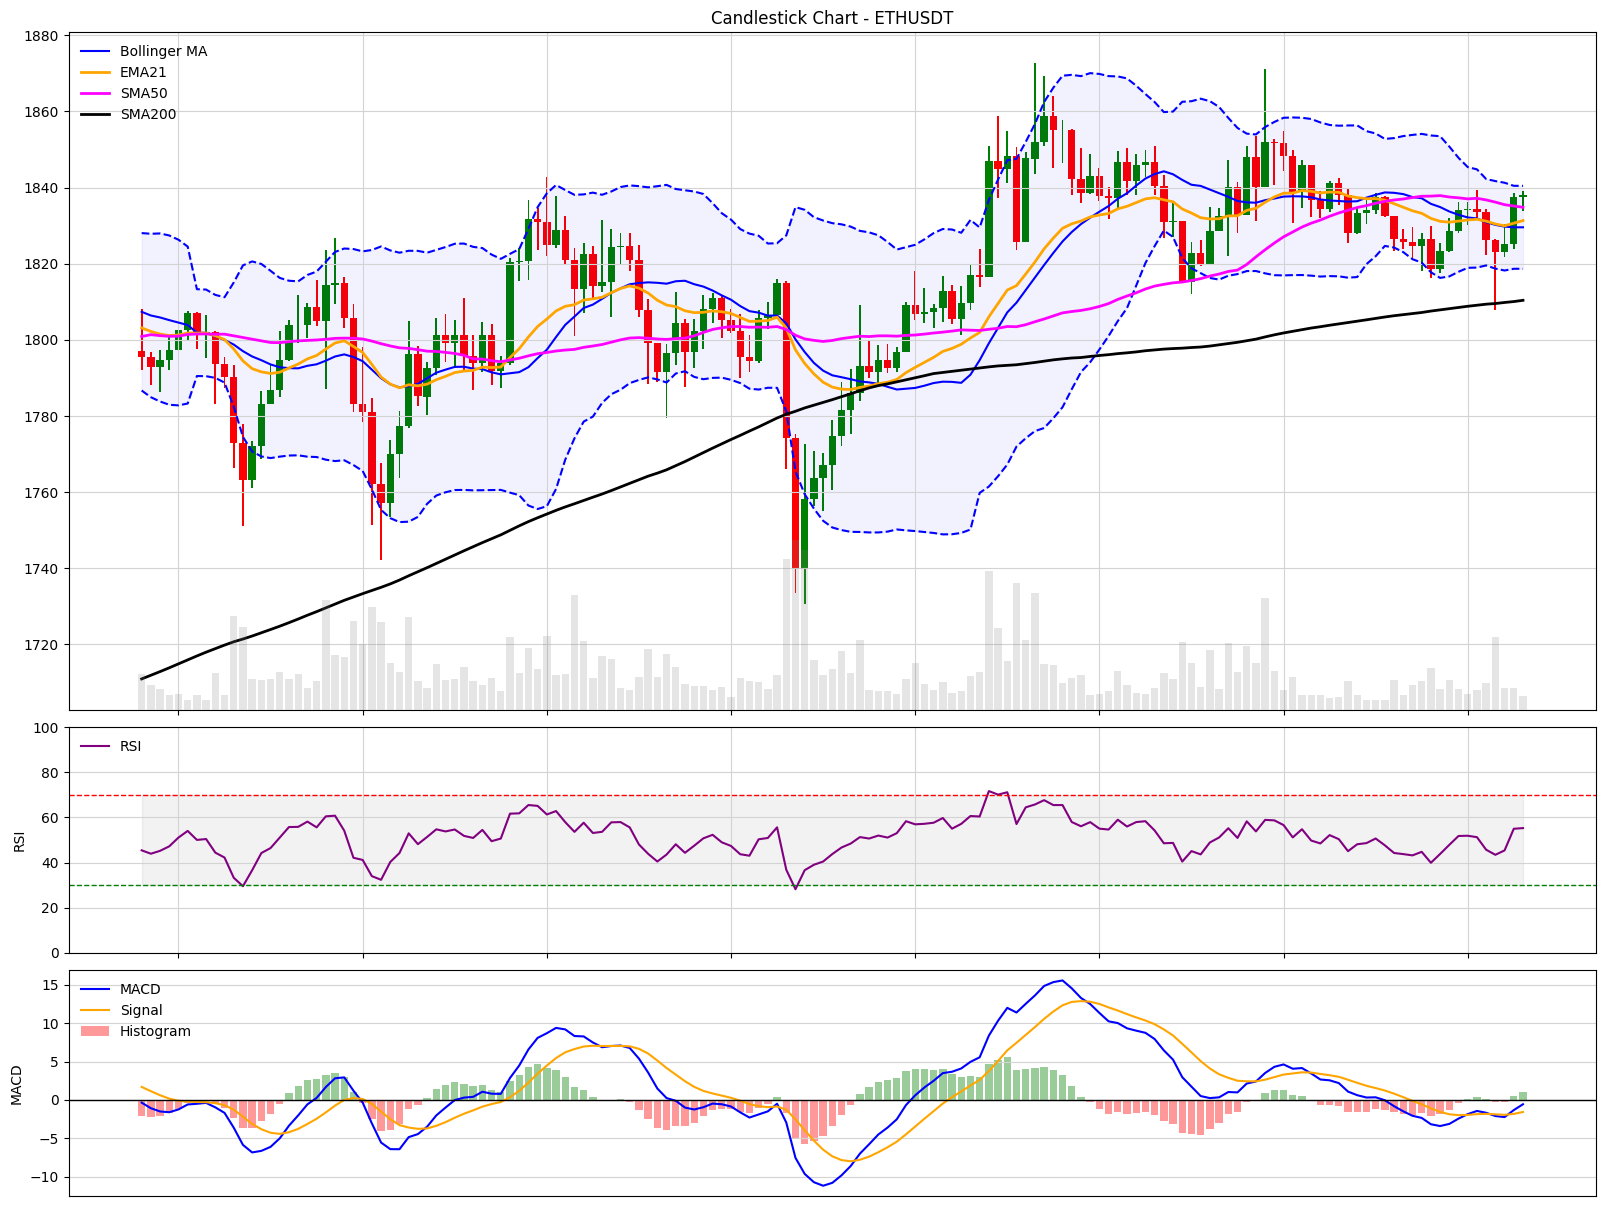 Candlestick Chart - ETHUSDT
1880
1860
1840
1820
1800
1780
1760
1740
1720
Bollinger MA
EMA21
SMA50
SMA200
100
80
60
40
20
0
RSI
RSI
15
10
5
0
−5
−10
MACD
MACD
Signal
Histogram